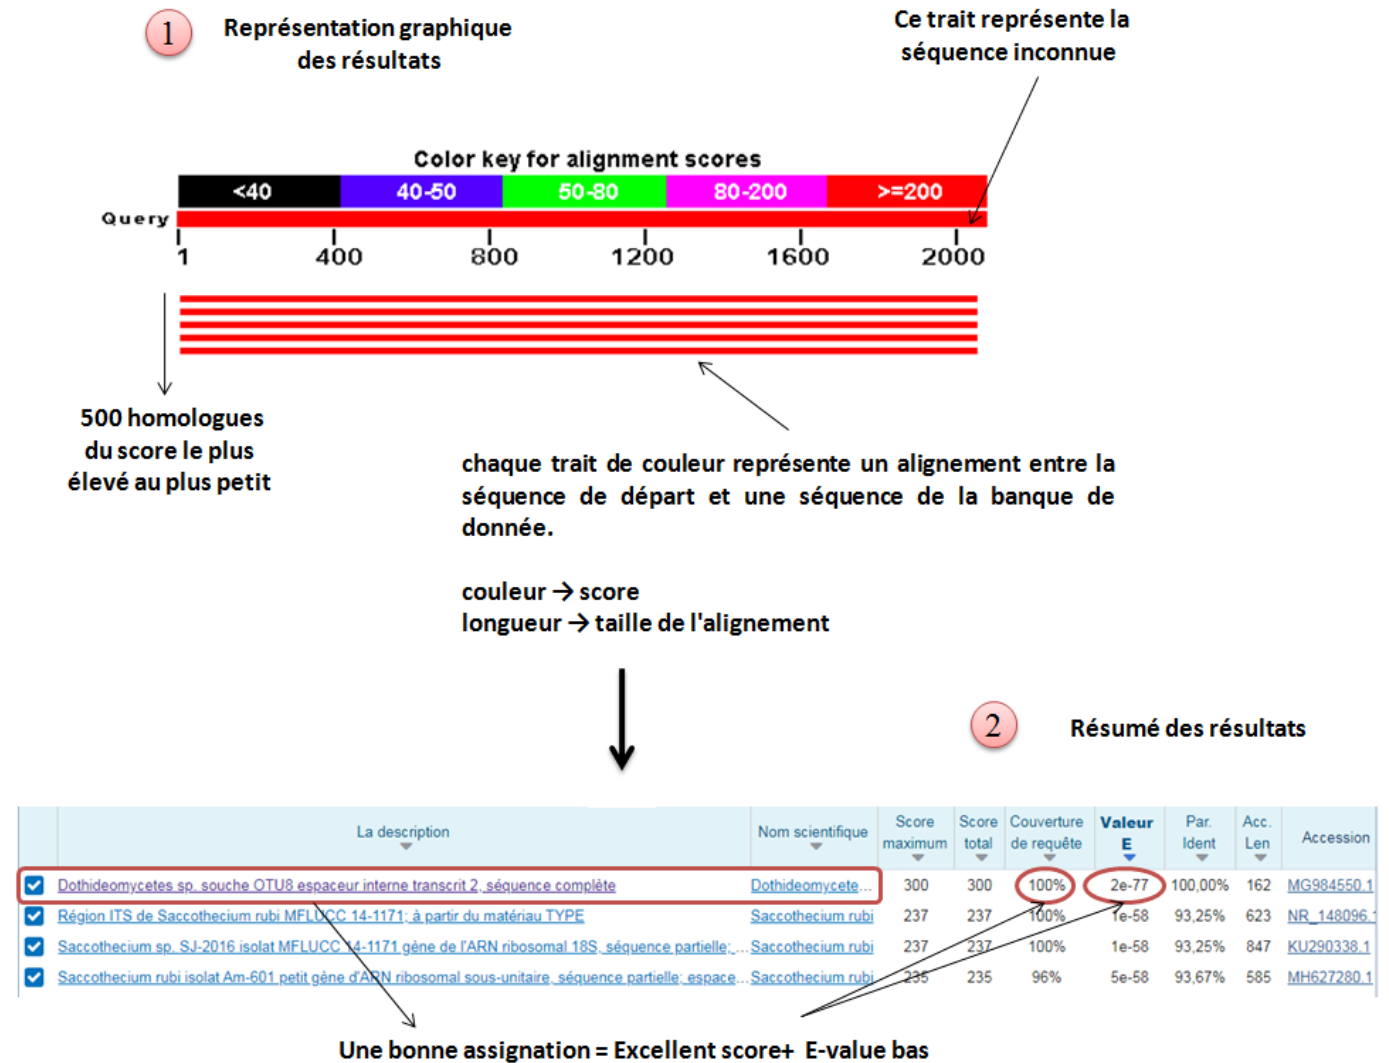 1
Représentation graphique
des résultats
Ce trait représente la
séquence inconnue
Color key for alignment scores
<40 40-50 50-80 80-200 >=200
Query
1 400 800 1200 1600 2000
500 homologues
du score le plus
élevé au plus petit
chaque trait de couleur représente un alignement entre la
séquence de départ et une séquence de la banque de
donnée.
couleur → score
longueur → taille de l'alignement
2
Résumé des résultats
La description Nom scientifique Score maximum Score total Couverture de requête Valeur E Par. Ident Acc. Len Accession
Dothideomycetes sp. souche OTU8 espaceur interne transcrit 2, séquence complète Dothideomycete... 300 300 100% 2e-77 100,00% 162 MG984550.1
Région ITS de Saccothecium rubi MFLUCC 14-1171; à partir du matériau TYPE Saccothecium rubi 237 237 100% 1e-58 93,25% 623 NR_148096.1
Saccothecium sp. SJ-2016 isolat MFLUCC 14-1171 gène de l'ARN ribosomal 18S, séquence partielle; ... Saccothecium rubi 237 237 100% 1e-58 93,25% 847 KU290338.1
Saccothecium rubi isolat Am-601 petit gène d'ARN ribosomal sous-unitaire, séquence partielle; espace... Saccothecium rubi 235 235 96% 5e-58 93,67% 585 MH627280.1
Une bonne assignation = Excellent score+ E-value bas